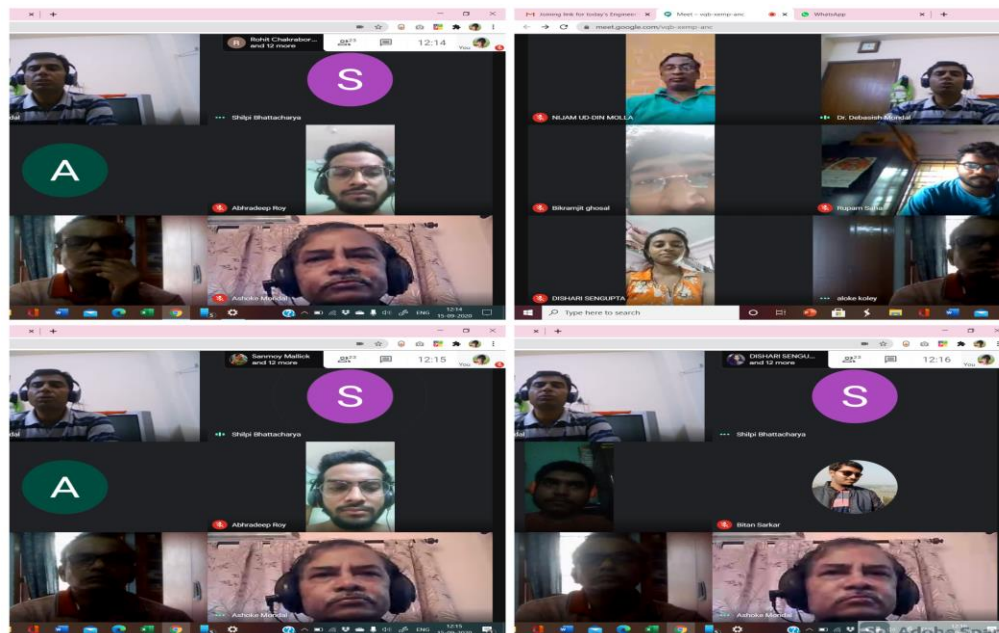 Rohit Chakrabor...
and 12 more
12:14
You
S
Shilpi Bhattacharya
A
Abhradeep Roy
Ashoke Mondal
ENG
12:14
15-09-2020
Joining link for today's Engineer
Meet – vqb-xemp-anc
WhatsApp
meet.google.com/vqb-xemp-anc
NIJAM UD-DIN MOLLA
Dr. Debasish Mondal
Bikramjit ghosal
Rupam Saha
DISHARI SENGUPTA
aloke koley
Type here to search
Sanmoy Mallick
and 12 more
12:15
You
S
Shilpi Bhattacharya
A
Abhradeep Roy
Ashoke Mondal
ENG
12:15
15-09-2020
DISHARI SENGU...
and 12 more
12:16
You
S
Shilpi Bhattacharya
Bitan Sarkar
Ashoke Mondal